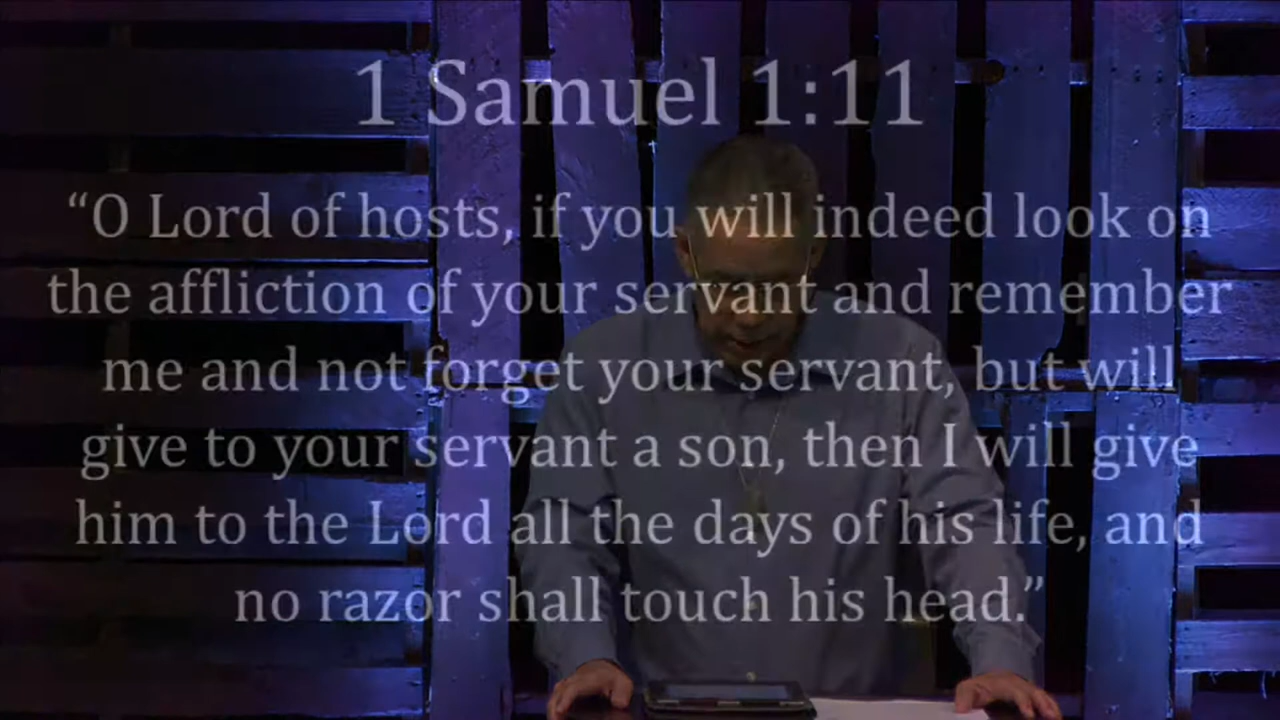 1 Samuel 1:11
“O Lord of hosts, if you will indeed look on
the affliction of your servant and remember
me and not forget your servant, but will
give to your servant a son, then I will give
him to the Lord all the days of his life, and
no razor shall touch his head.”